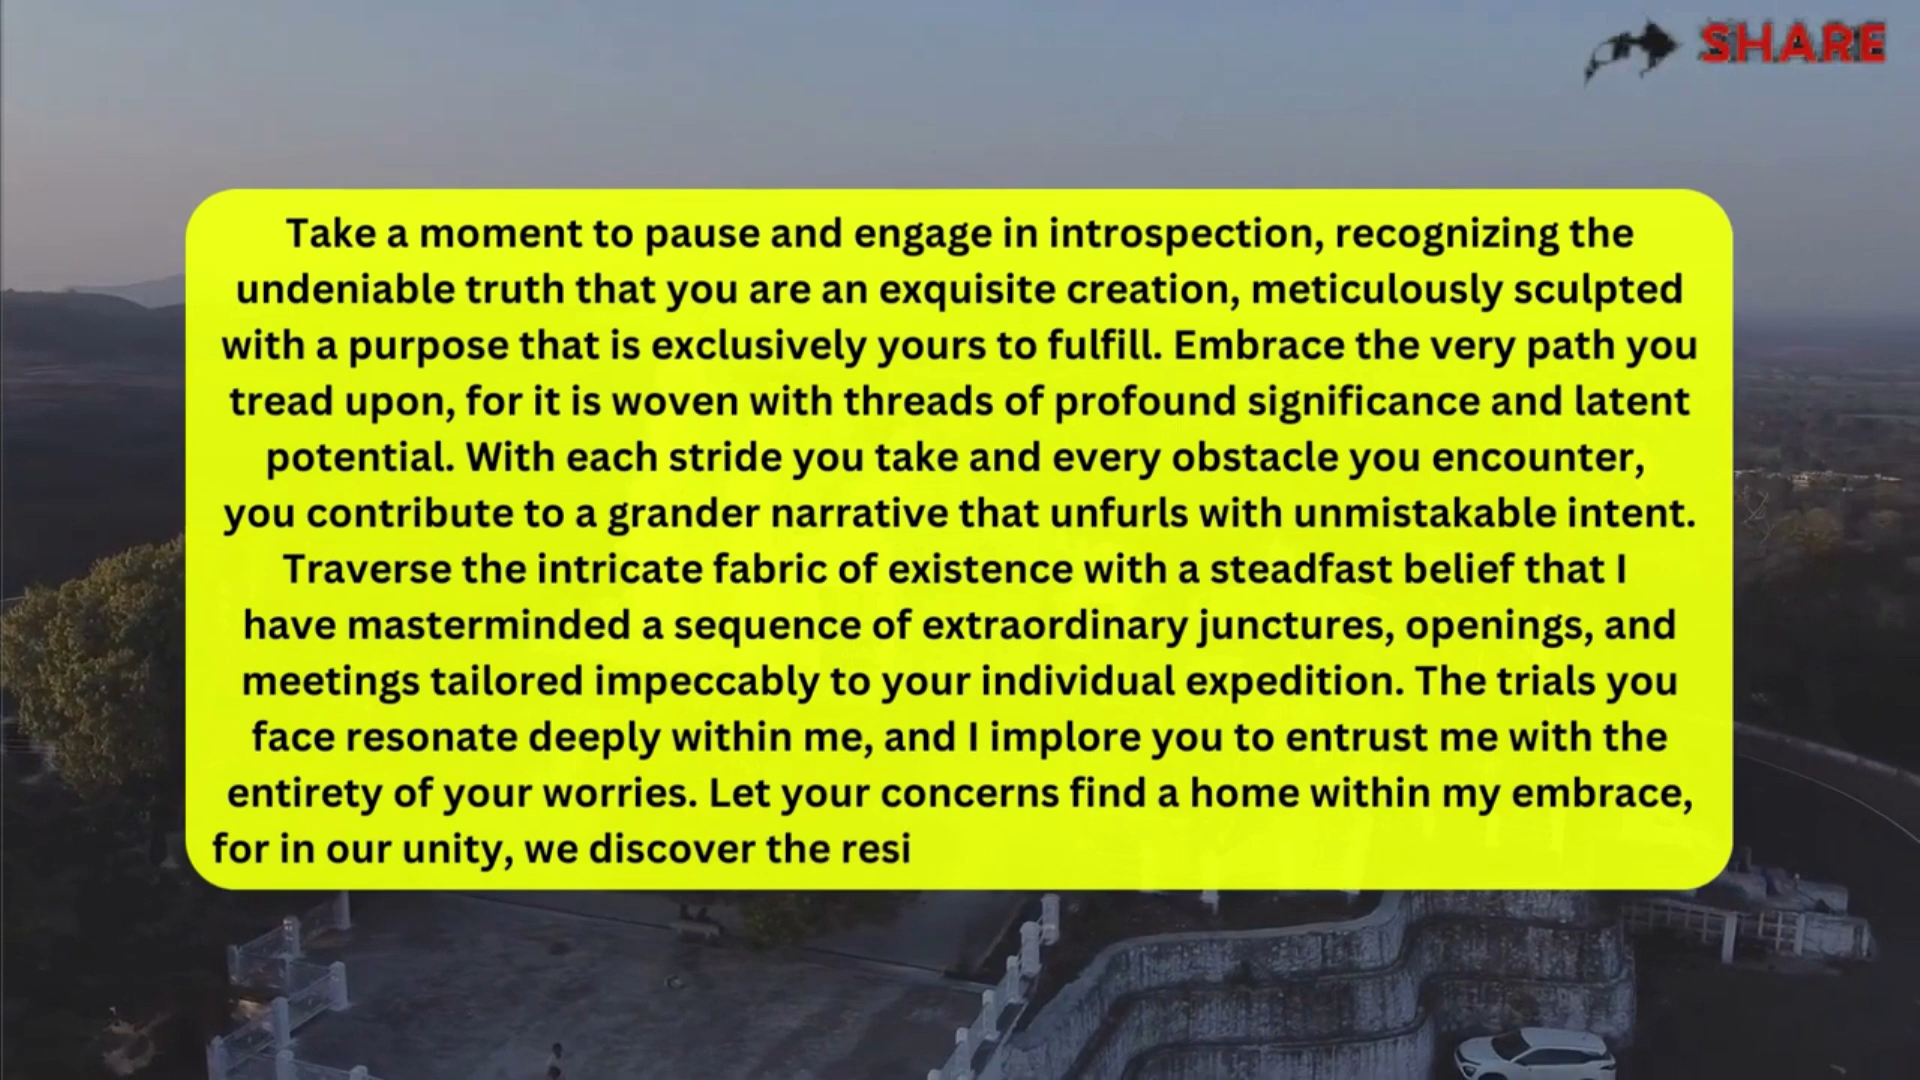 SHARE
Take a moment to pause and engage in introspection, recognizing the
undeniable truth that you are an exquisite creation, meticulously sculpted
with a purpose that is exclusively yours to fulfill. Embrace the very path you
tread upon, for it is woven with threads of profound significance and latent
potential. With each stride you take and every obstacle you encounter,
you contribute to a grander narrative that unfurls with unmistakable intent.
Traverse the intricate fabric of existence with a steadfast belief that I
have masterminded a sequence of extraordinary junctures, openings, and
meetings tailored impeccably to your individual expedition. The trials you
face resonate deeply within me, and I implore you to entrust me with the
entirety of your worries. Let your concerns find a home within my embrace,
for in our unity, we discover the resi